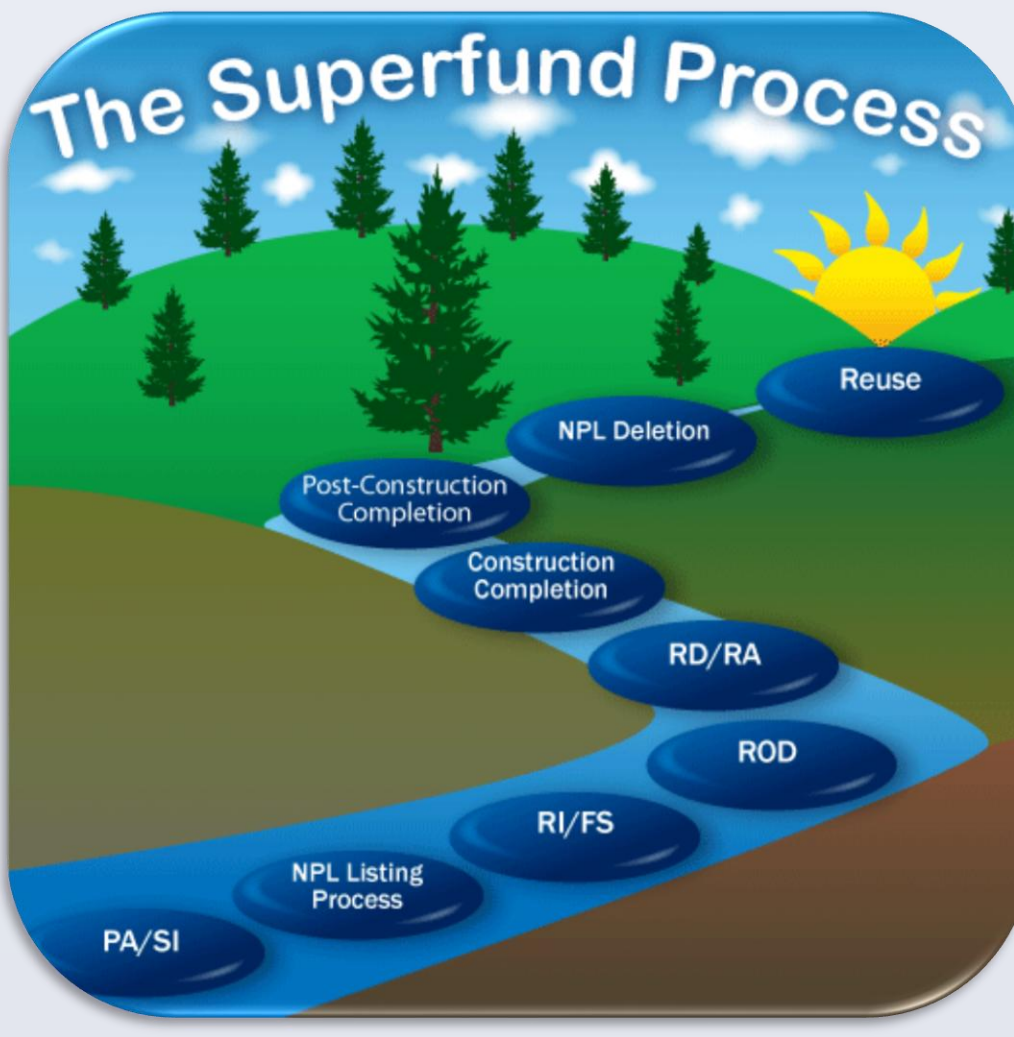 The Superfund Process
Reuse
NPL Deletion
Post-Construction
Completion
Construction
Completion
RD/RA
ROD
RI/FS
NPL Listing
Process
PA/SI